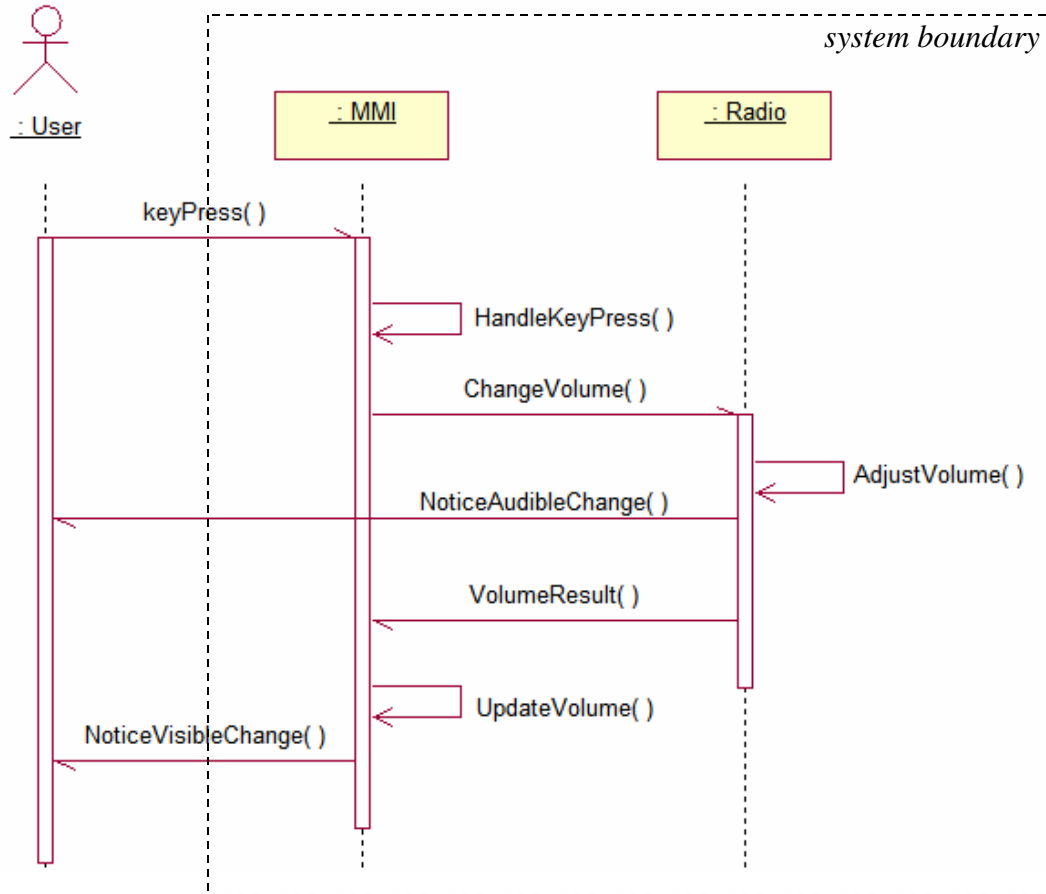 system boundary
: User
: MMI
: Radio
keyPress( )
HandleKeyPress( )
ChangeVolume( )
AdjustVolume( )
NoticeAudibleChange( )
VolumeResult( )
UpdateVolume( )
NoticeVisibleChange( )